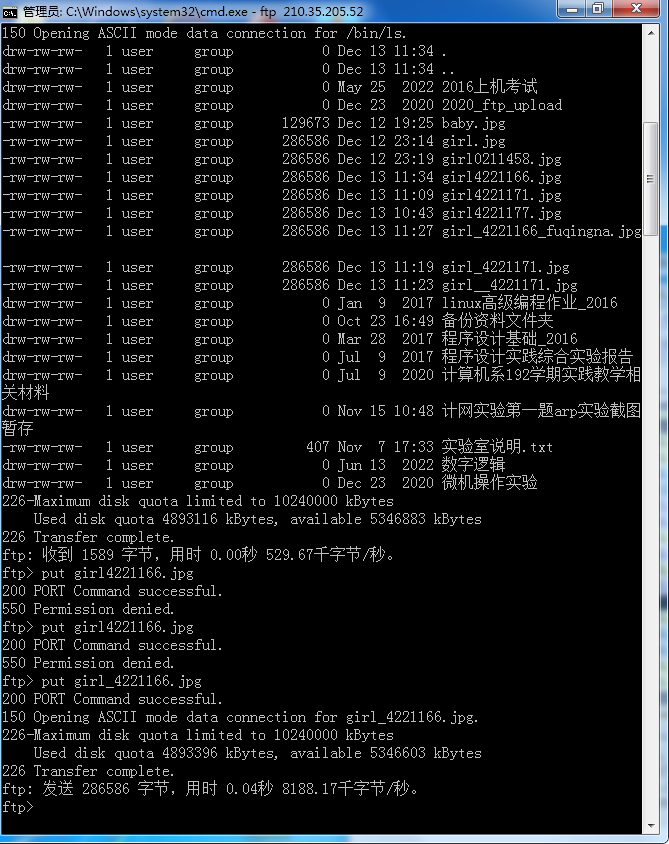 管理员: C:\Windows\system32\cmd.exe - ftp  210.35.205.52
150 Opening ASCII mode data connection for /bin/ls.
drw-rw-rw-   1 user     group           0 Dec 13 11:34 .
drw-rw-rw-   1 user     group           0 Dec 13 11:34 ..
drw-rw-rw-   1 user     group           0 May 25  2022 2016上机考试
drw-rw-rw-   1 user     group           0 Dec 23  2020 2020_ftp_upload
-rw-rw-rw-   1 user     group      129673 Dec 12 19:25 baby.jpg
-rw-rw-rw-   1 user     group      286586 Dec 12 23:14 girl.jpg
-rw-rw-rw-   1 user     group      286586 Dec 12 23:19 girl0211458.jpg
-rw-rw-rw-   1 user     group      286586 Dec 13 11:34 girl4221166.jpg
-rw-rw-rw-   1 user     group      286586 Dec 13 11:09 girl4221171.jpg
-rw-rw-rw-   1 user     group      286586 Dec 13 10:43 girl4221177.jpg
-rw-rw-rw-   1 user     group      286586 Dec 13 11:27 girl_4221166_fuqingna.jpg
-rw-rw-rw-   1 user     group      286586 Dec 13 11:19 girl_4221171.jpg
-rw-rw-rw-   1 user     group      286586 Dec 13 11:23 girl__4221171.jpg
drw-rw-rw-   1 user     group           0 Jan  9  2017 linux高级编程作业_2016
drw-rw-rw-   1 user     group           0 Oct 23 16:49 备份资料文件夹
drw-rw-rw-   1 user     group           0 Mar 28  2017 程序设计基础_2016
drw-rw-rw-   1 user     group           0 Jul  9  2017 程序设计实践综合实验报告
drw-rw-rw-   1 user     group           0 Jul  9  2020 计算机系192学期实践教学相
关材料
drw-rw-rw-   1 user     group           0 Nov 15 10:48 计网实验第一题arp实验截图
暂存
-rw-rw-rw-   1 user     group         407 Nov  7 17:33 实验室说明.txt
drw-rw-rw-   1 user     group           0 Jun 13  2022 数字逻辑
drw-rw-rw-   1 user     group           0 Dec 23  2020 微机操作实验
226-Maximum disk quota limited to 10240000 kBytes
    Used disk quota 4893116 kBytes, available 5346883 kBytes
226 Transfer complete.
ftp: 收到 1589 字节，用时 0.00秒 529.67千字节/秒。
ftp> put girl4221166.jpg
200 PORT Command successful.
550 Permission denied.
ftp> put girl4221166.jpg
200 PORT Command successful.
550 Permission denied.
ftp> put girl_4221166.jpg
200 PORT Command successful.
150 Opening ASCII mode data connection for girl_4221166.jpg.
226-Maximum disk quota limited to 10240000 kBytes
    Used disk quota 4893396 kBytes, available 5346603 kBytes
226 Transfer complete.
ftp: 发送 286586 字节，用时 0.04秒 8188.17千字节/秒。
ftp>